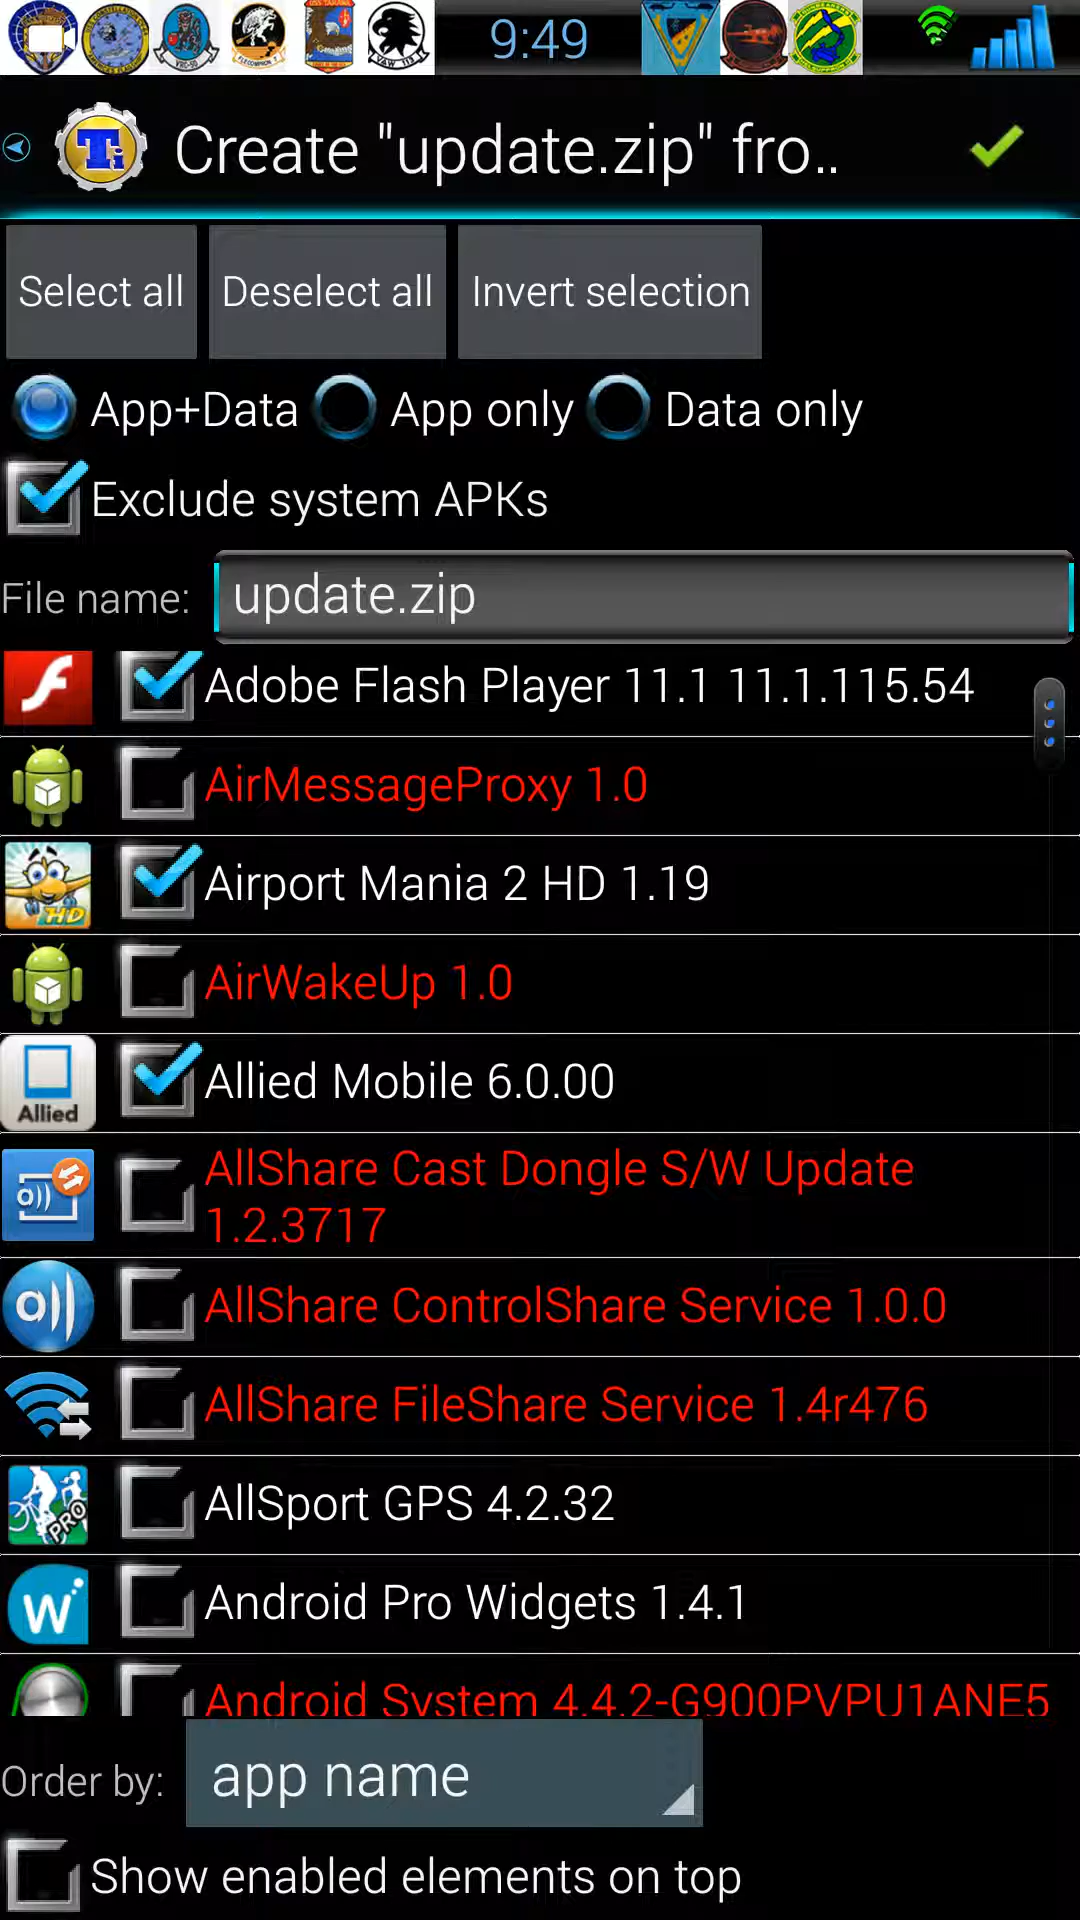 9:49
Create "update.zip" fro..
Select all
Deselect all
Invert selection
App+Data
App only
Data only
Exclude system APKs
File name:
update.zip
Adobe Flash Player 11.1 11.1.115.54
AirMessageProxy 1.0
HD
Airport Mania 2 HD 1.19
AirWakeUp 1.0
Allied
Allied Mobile 6.0.00
AllShare Cast Dongle S/W Update
1.2.3717
AllShare ControlShare Service 1.0.0
AllShare FileShare Service 1.4r476
PRO
AllSport GPS 4.2.32
Android Pro Widgets 1.4.1
Android System 4.4.2-G900PVPU1ANE5
Order by:
app name
Show enabled elements on top